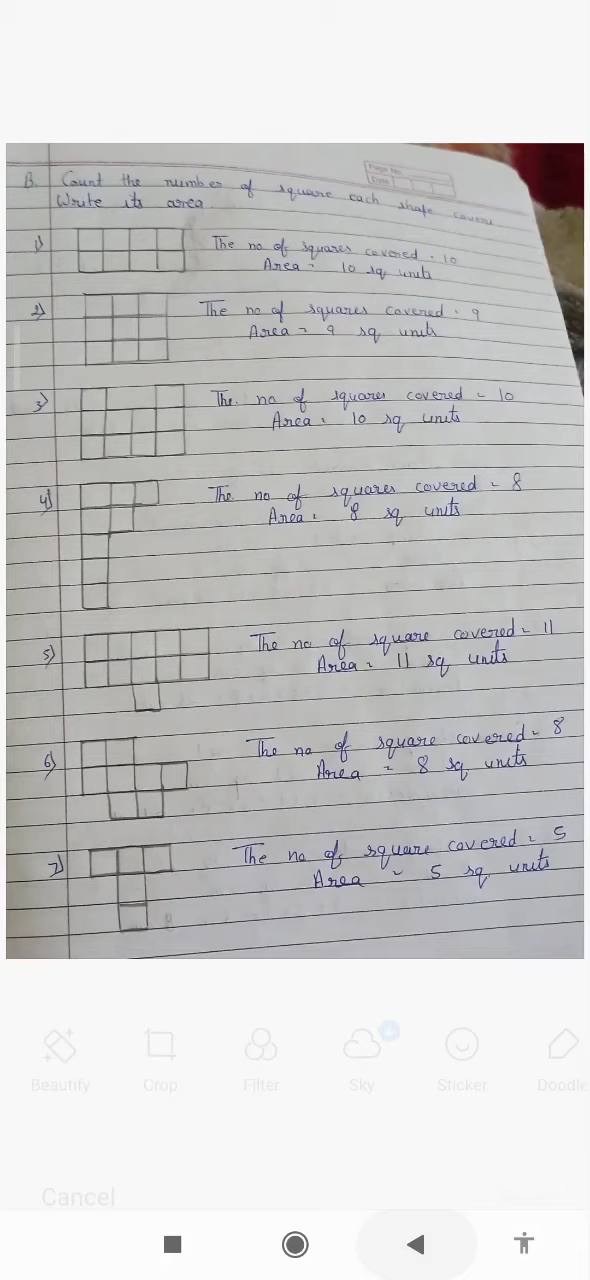 Page No.
Date
B. Count the number of square each shape covers
Write its area
1) The no of squares covered = 10
Area = 10 sq units
2) The no of squares covered = 9
Area = 9 sq units
3) The no of squares covered = 10
Area = 10 sq units
4) The no of squares covered = 8
Area = 8 sq units
5) The no of square covered = 11
Area = 11 sq units
6) The no of square covered = 8
Area = 8 sq units
7) The no of square covered = 5
Area = 5 sq units
4
Beautify Crop Filter Sky Sticker Doodle
Cancel